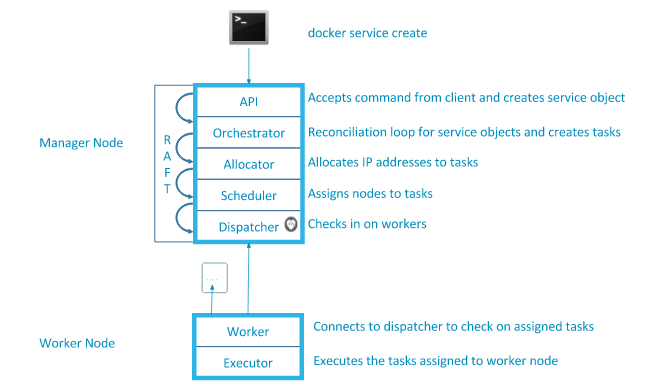 >_
docker service create
API
Accepts command from client and creates service object
Manager Node
RAFT
Orchestrator
Reconciliation loop for service objects and creates tasks
Allocator
Allocates IP addresses to tasks
Scheduler
Assigns nodes to tasks
Dispatcher
Checks in on workers
....
Worker
Connects to dispatcher to check on assigned tasks
Worker Node
Executor
Executes the tasks assigned to worker node